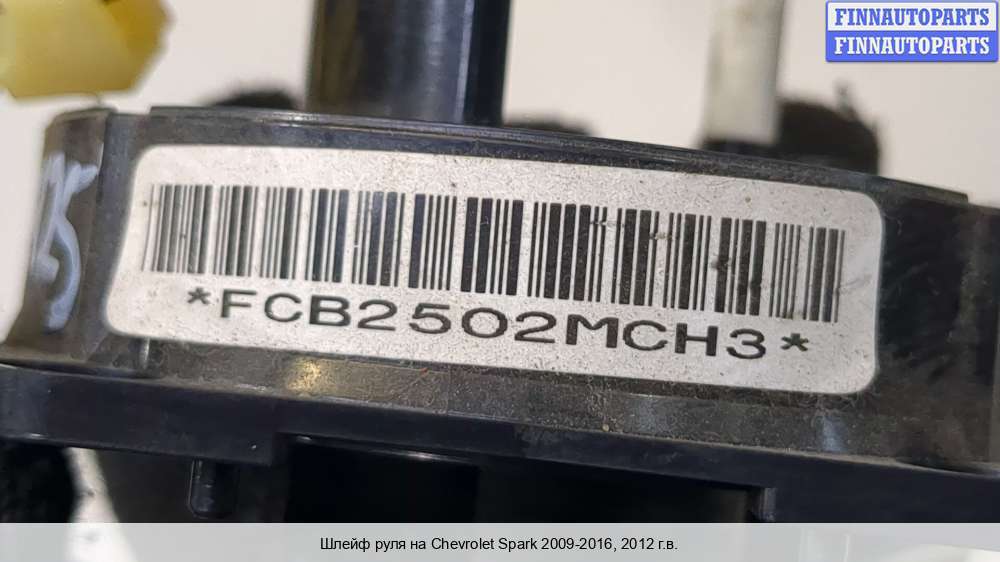 FINNAUTOPARTS
FINNAUTOPARTS
*FCB2502MCH3*
Шлейф руля на Chevrolet Spark 2009-2016, 2012 г.в.